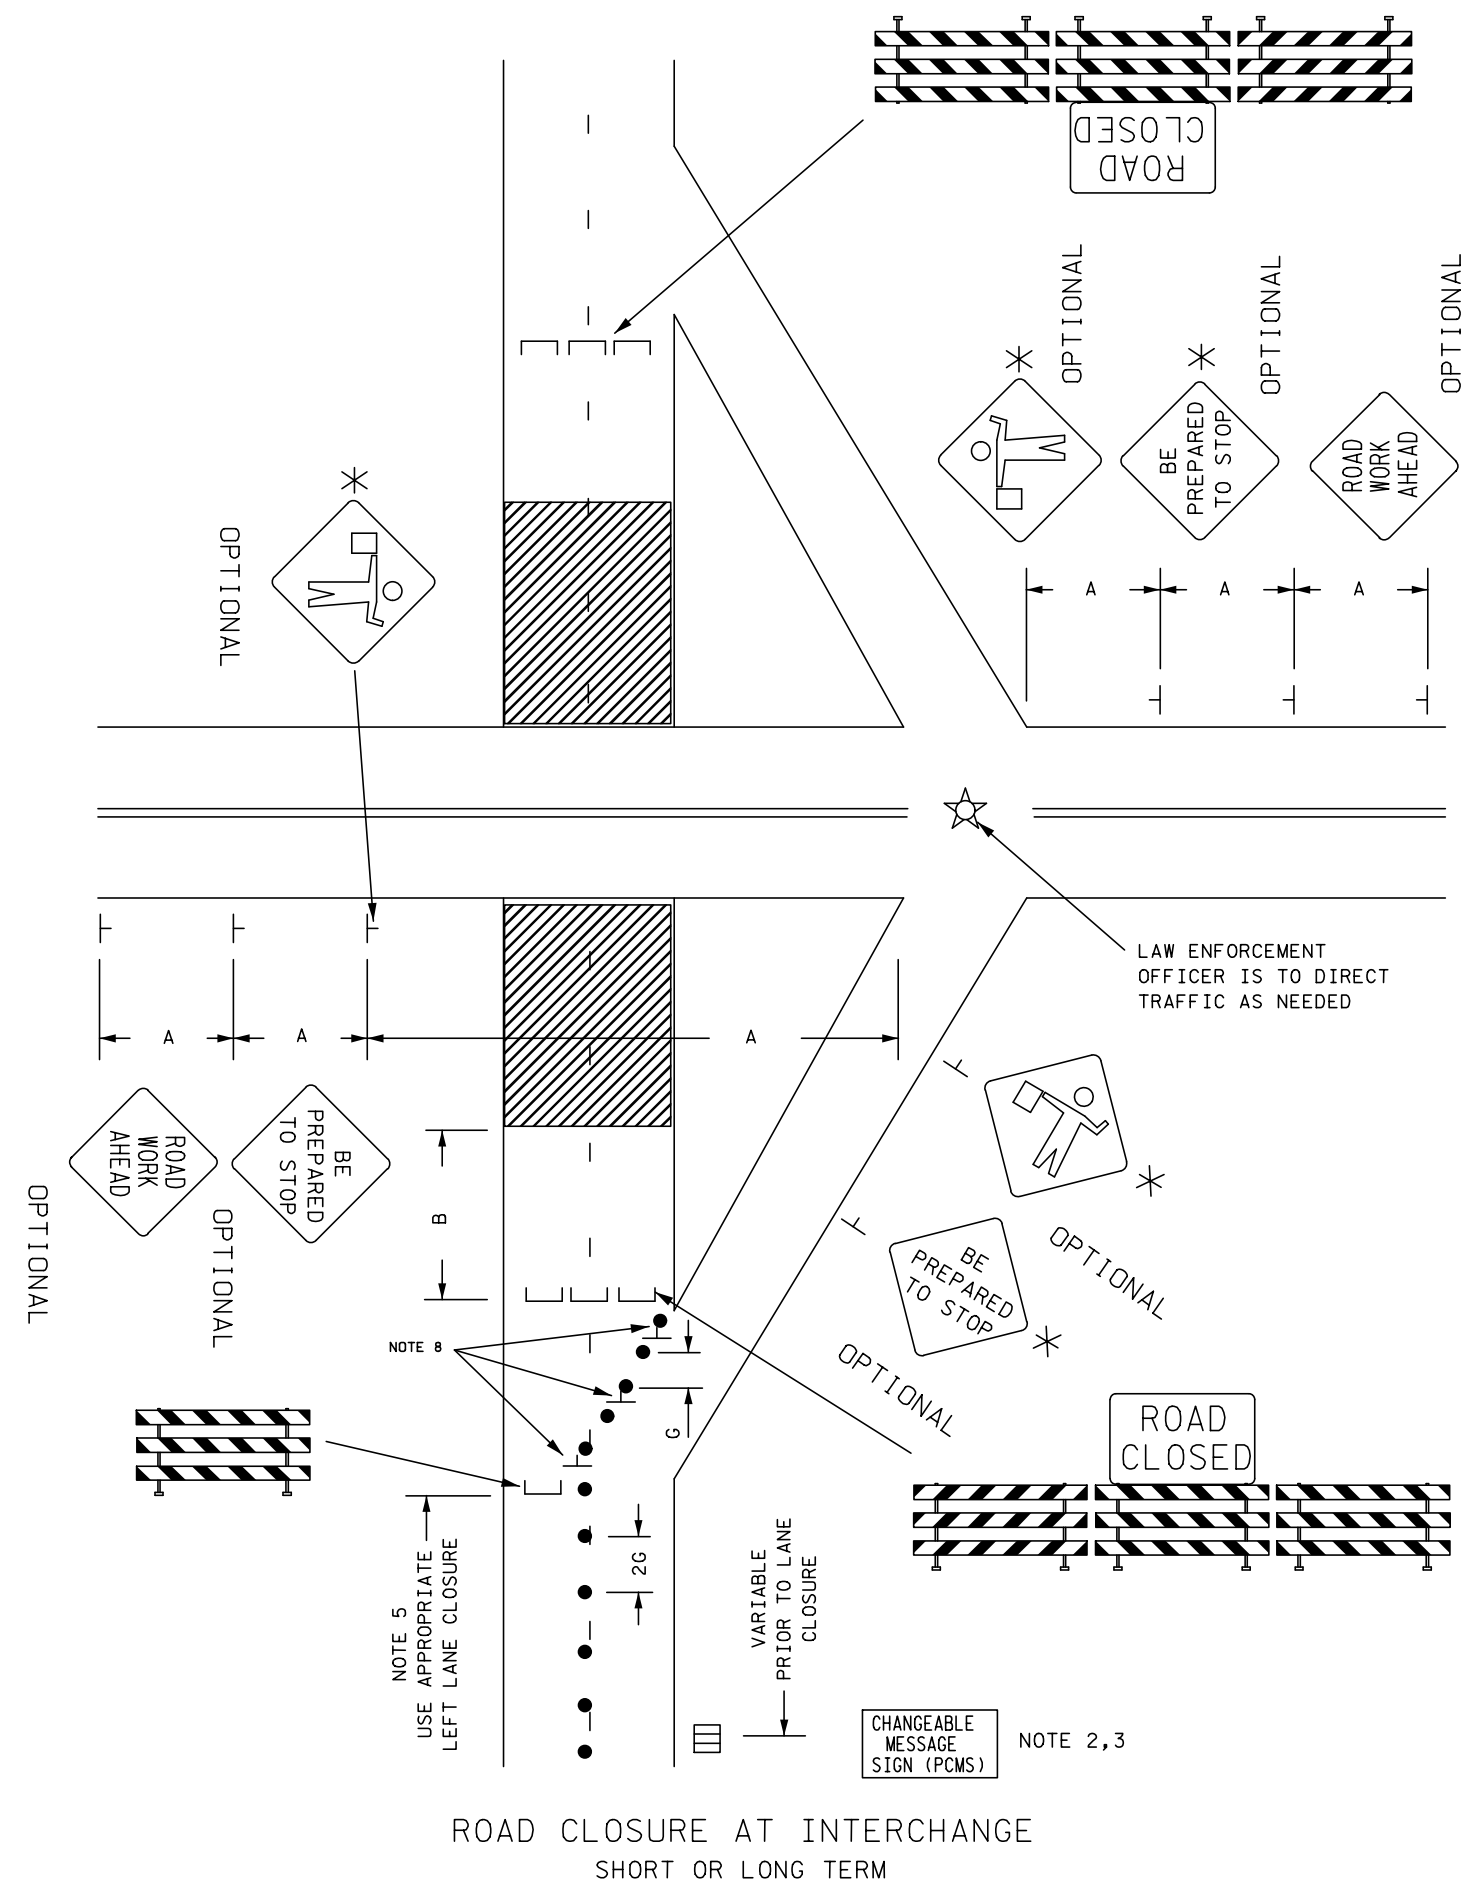 ROAD
CLOSED
OPTIONAL
OPTIONAL
OPTIONAL
BE
PREPARED
TO STOP
ROAD
WORK
AHEAD
OPTIONAL
A
A
A
LAW ENFORCEMENT
OFFICER IS TO DIRECT
TRAFFIC AS NEEDED
A
A
A
ROAD
WORK
AHEAD
BE
PREPARED
TO STOP
OPTIONAL
OPTIONAL
B
BE
PREPARED
TO STOP
OPTIONAL
OPTIONAL
NOTE 8
G
ROAD
CLOSED
2G
NOTE 5
USE APPROPRIATE
LEFT LANE CLOSURE
VARIABLE
PRIOR TO LANE
CLOSURE
CHANGEABLE
MESSAGE
SIGN (PCMS)
NOTE 2,3
ROAD CLOSURE AT INTERCHANGE
SHORT OR LONG TERM